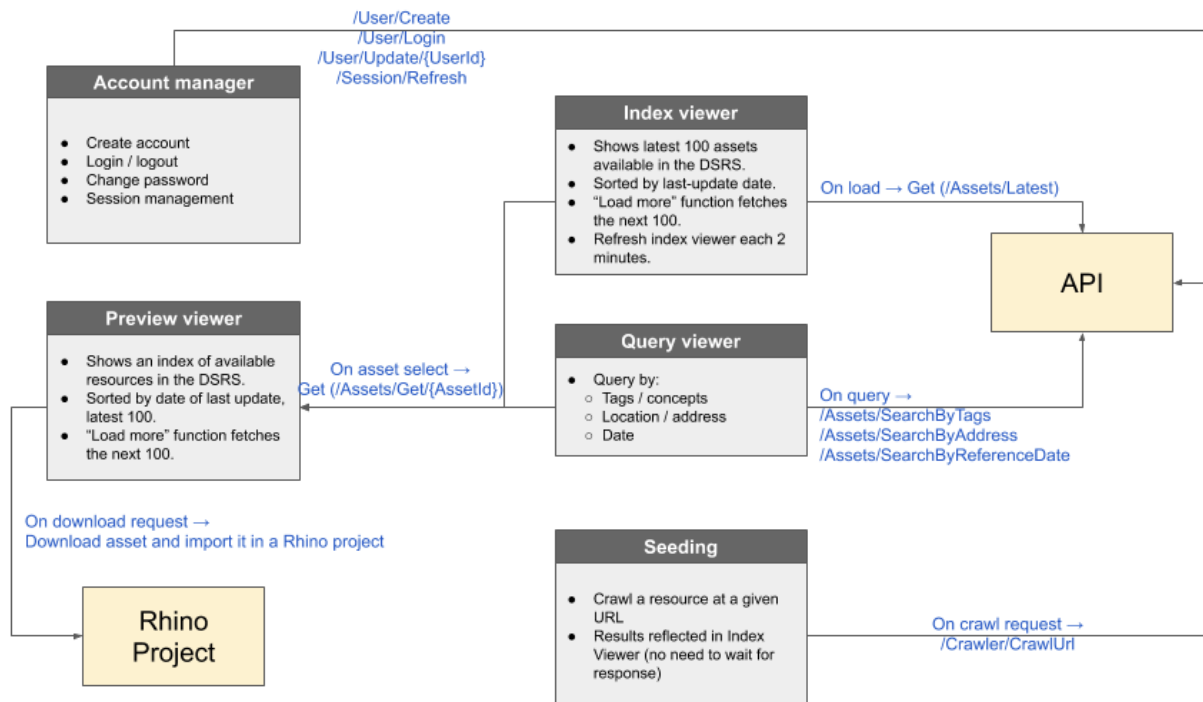 /User/Create
/User/Login
/User/Update/{UserId}
/Session/Refresh
Account manager
● Create account
● Login / logout
● Change password
● Session management
Index viewer
● Shows latest 100 assets
available in the DSRS.
● Sorted by last-update date.
● “Load more” function fetches
the next 100.
● Refresh index viewer each 2
minutes.
On load → Get (/Assets/Latest)
API
Preview viewer
● Shows an index of available
resources in the DSRS.
● Sorted by date of last update,
latest 100.
● “Load more” function fetches
the next 100.
On asset select →
Get (/Assets/Get/{AssetId})
Query viewer
● Query by:
○ Tags / concepts
○ Location / address
○ Date
On query →
/Assets/SearchByTags
/Assets/SearchByAddress
/Assets/SearchByReferenceDate
On download request →
Download asset and import it in a Rhino project
Rhino
Project
Seeding
● Crawl a resource at a given
URL
● Results reflected in Index
Viewer (no need to wait for
response)
On crawl request →
/Crawler/CrawlUrl